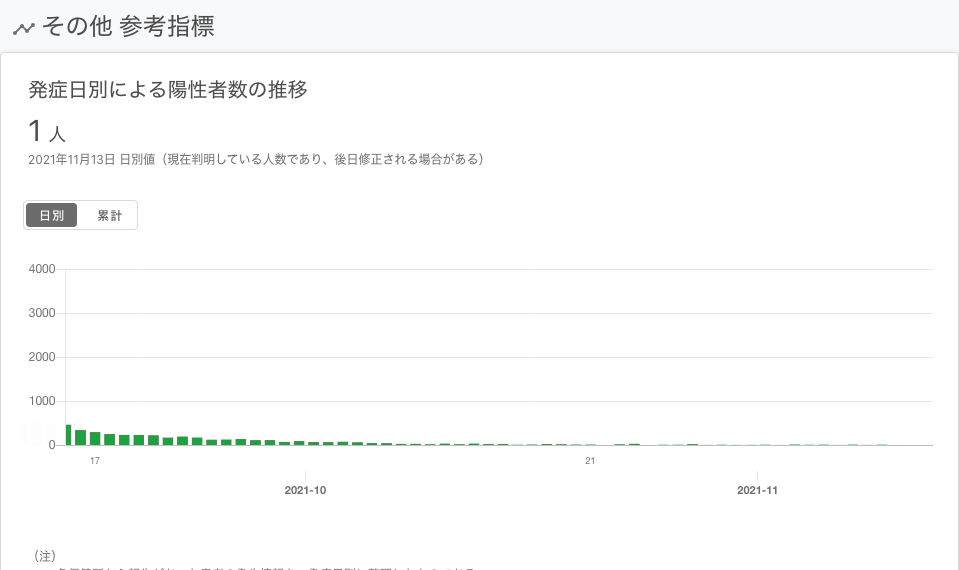 その他 参考指標
発症日別による陽性者数の推移
1 人
2021年11月13日 日別値（現在判明している人数であり、後日修正される場合がある）
日別 累計
4000
3000
2000
1000
0
17 21
2021-10 2021-11
（注）